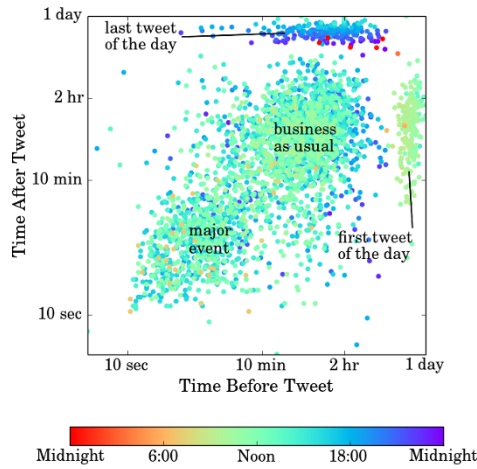 1 day
last tweet
of the day
2 hr
business
as usual
Time After Tweet
10 min
major
event
first tweet
of the day
10 sec
10 sec 10 min 2 hr 1 day
Time Before Tweet
Midnight 6:00 Noon 18:00 Midnight